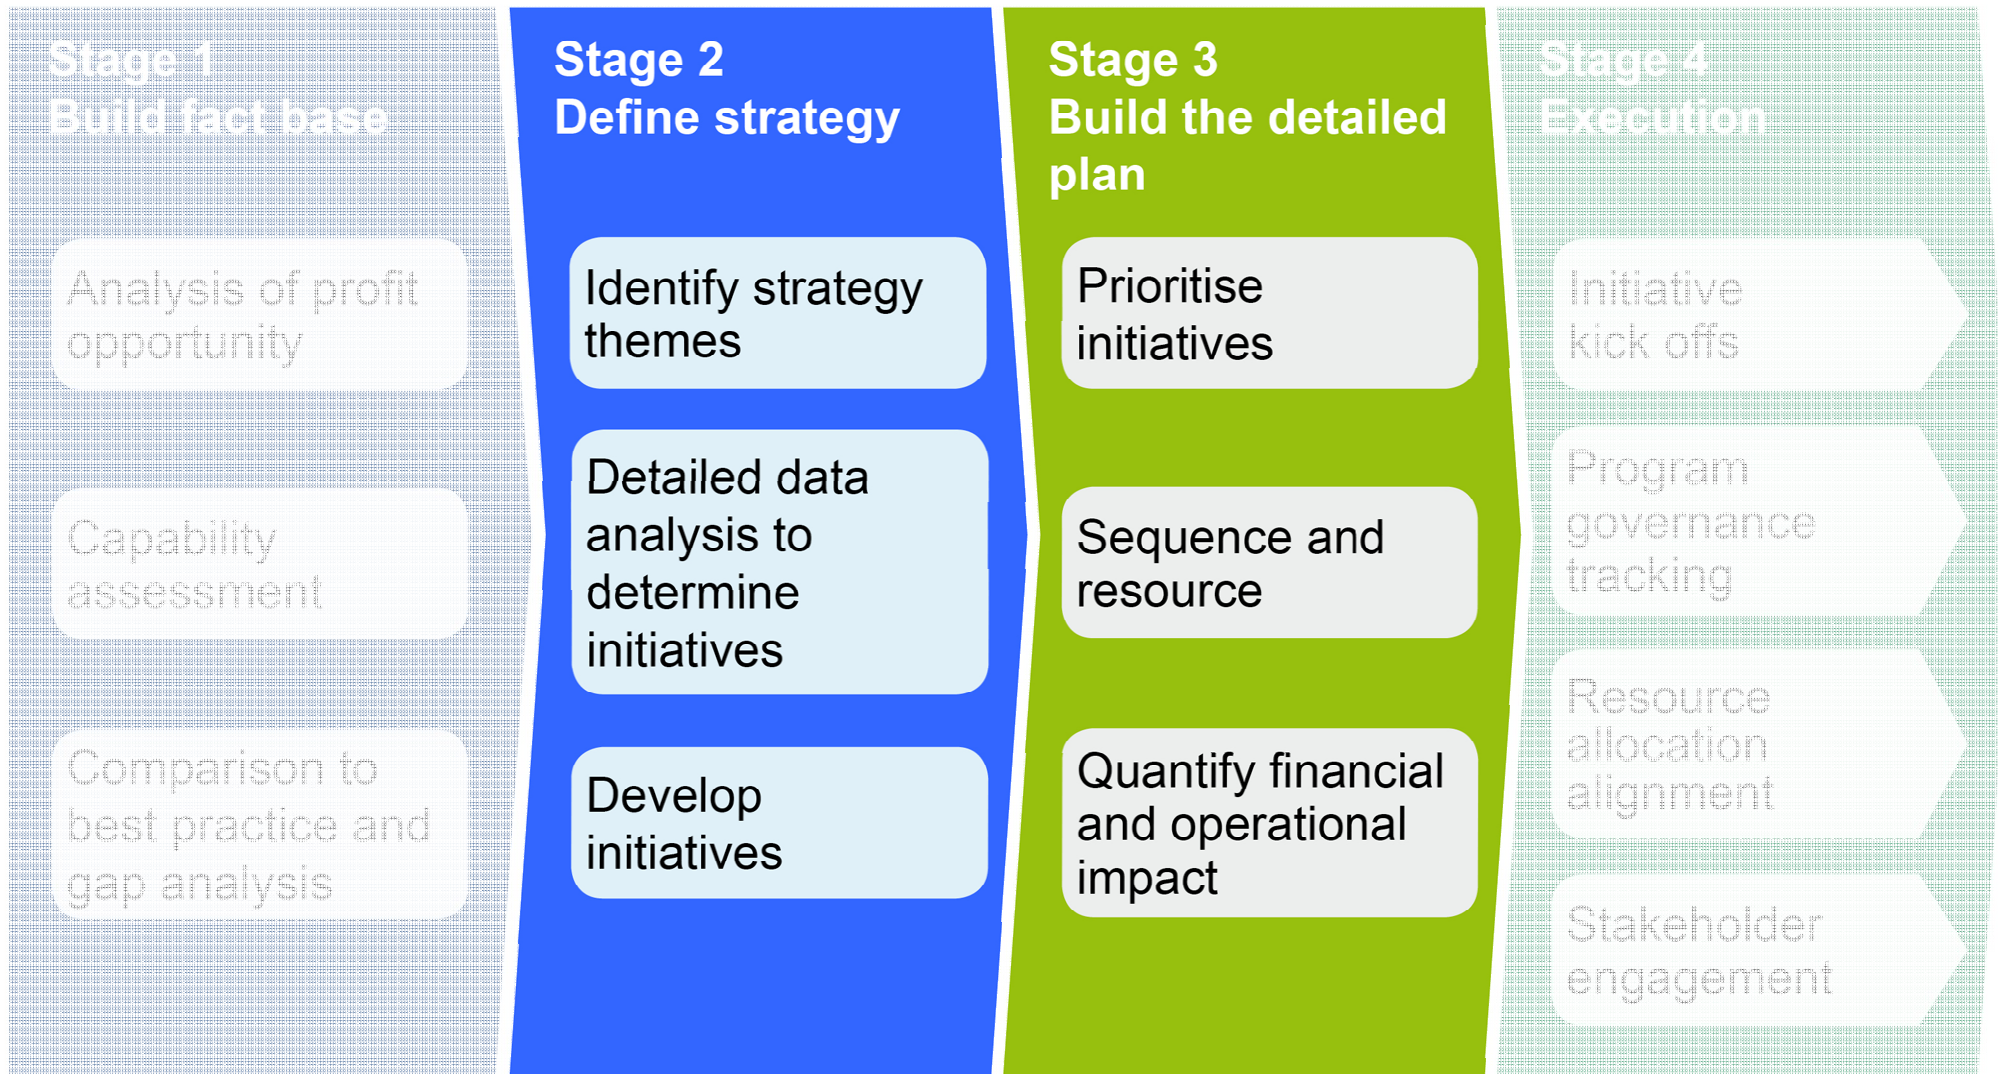 Stage 1
Build fact base
Analysis of profit
opportunity
Capability
assessment
Comparison to
best practice and
gap analysis
Stage 2
Define strategy
Identify strategy
themes
Detailed data
analysis to
determine
initiatives
Develop
initiatives
Stage 3
Build the detailed
plan
Prioritise
initiatives
Sequence and
resource
Quantify financial
and operational
impact
Stage 4
Execution
Initiative
kick offs
Program
governance
tracking
Resource
allocation
alignment
Stakeholder
engagement